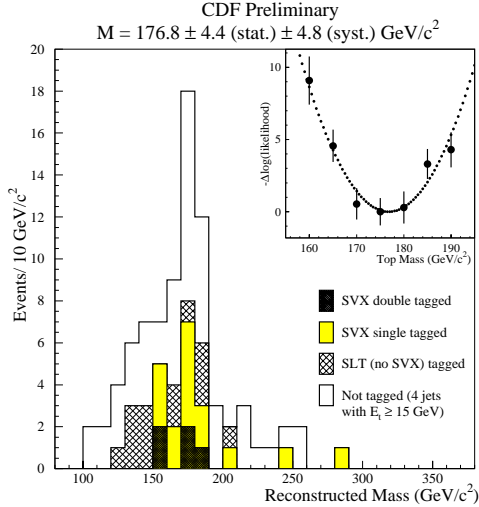 CDF Preliminary
M = 176.8 ± 4.4 (stat.) ± 4.8 (syst.) GeV/c²
Events/ 10 GeV/c²
20
18
16
14
12
10
8
6
4
2
0
100 150 200 250 300 350
Reconstructed Mass (GeV/c²)
-Δlog(likelihood)
10
5
0
160 170 180 190
Top Mass (GeV/c²)
SVX double tagged
SVX single tagged
SLT (no SVX) tagged
Not tagged (4 jets
with Eₜ ≥ 15 GeV)